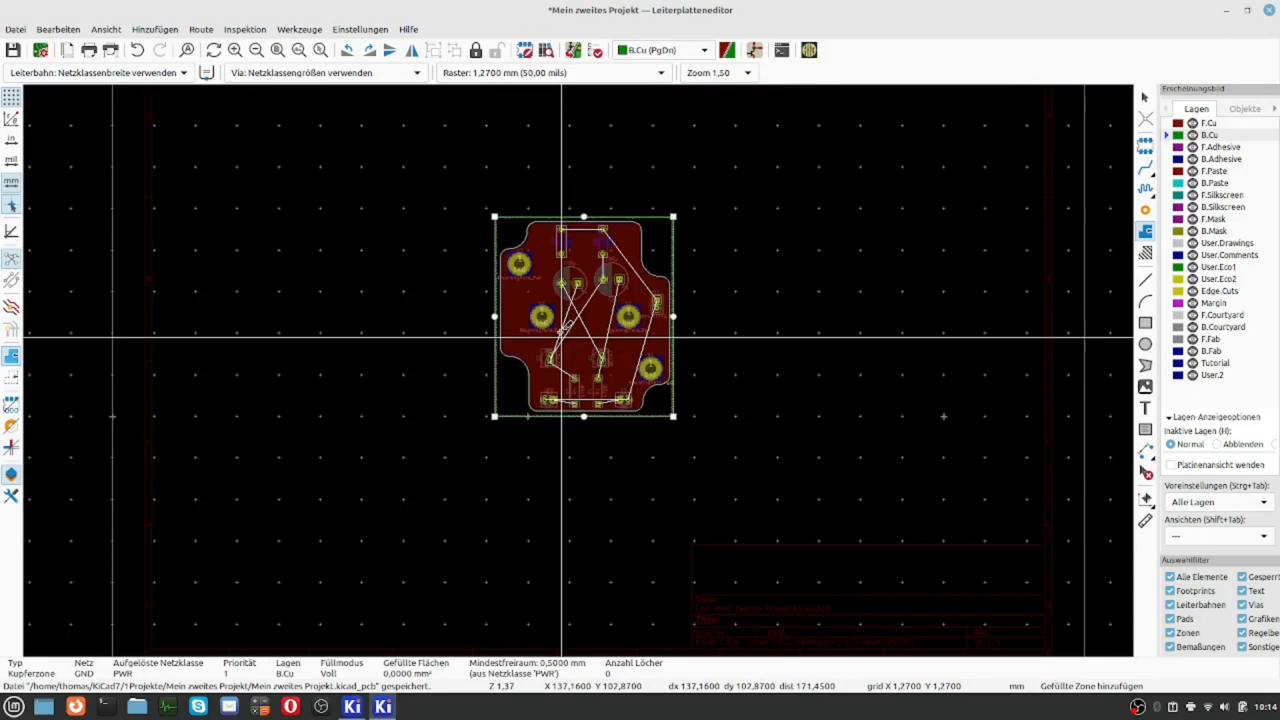 *Mein zweites Projekt — Leiterplatteneditor
Datei Bearbeiten Ansicht Hinzufügen Route Inspektion Werkzeuge Einstellungen Hilfe
B.Cu (PgDn)
Leiterbahn: Netzklassenbreite verwenden Via: Netzklassengrößen verwenden Raster: 1,2700 mm (50,00 mils) Zoom 1,50
Erscheinungsbild
Lagen Objekte
F.Cu
B.Cu
F.Adhesive
B.Adhesive
F.Paste
B.Paste
F.Silkscreen
B.Silkscreen
F.Mask
B.Mask
User.Drawings
User.Comments
User.Eco1
User.Eco2
Edge.Cuts
Margin
F.Courtyard
B.Courtyard
F.Fab
B.Fab
Tutorial
User.2
in
mil
mm
Lagen-Anzeigeoptionen
Inaktive Lagen (H):
Normal Abblenden
Platinenansicht wenden
Voreinstellungen (Strg+Tab):
Alle Lagen
Ansichten (Shift+Tab):
---
Auswahlfilter
Alle Elemente Gesperrt
Footprints Text
Leiterbahnen Vias
Pads Grafiken
Zonen Regelbe
Bemaßungen Sonstige
Typ Netz Aufgelöste Netzklasse Priorität Lagen Füllmodus Gefüllte Flächen Mindestfreiraum: 0,5000 mm Anzahl Löcher
Kupferzone GND PWR 1 B.Cu Voll 0,0000 mm² (aus Netzklasse 'PWR') 0
Datei "/home/thomas/KiCad7/1Projekte/Mein zweites Projekt/Mein zweites Projekt.kicad_pcb" gespeichert. Z 1,37 X 137,1600 Y 102,8700 dx 137,1600 dy 102,8700 dist 171,4500 grid X 1,2700 Y 1,2700 mm Gefüllte Zone hinzufügen
Ki Ki 10:14